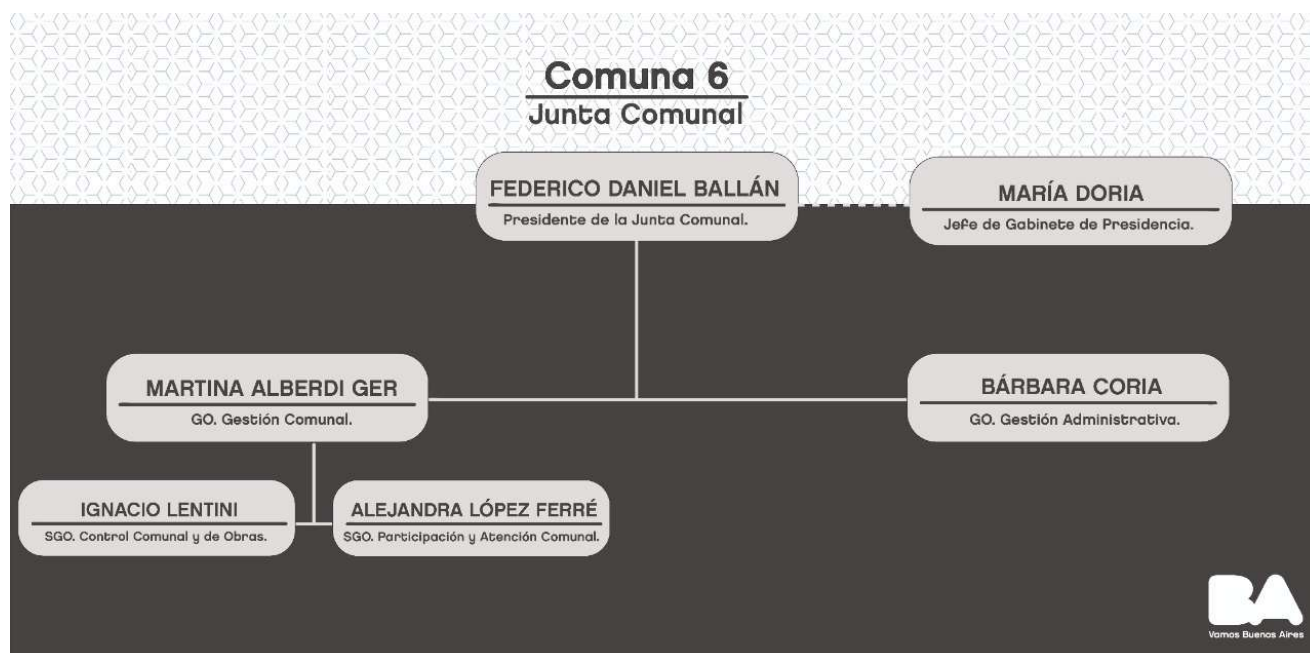 Comuna 6
Junta Comunal
FEDERICO DANIEL BALLÁN
Presidente de la Junta Comunal.
MARÍA DORIA
Jefe de Gabinete de Presidencia.
MARTINA ALBERDI GER
GO. Gestión Comunal.
BÁRBARA CORIA
GO. Gestión Administrativa.
IGNACIO LENTINI
SGO. Control Comunal y de Obras.
ALEJANDRA LÓPEZ FERRÉ
SGO. Participación y Atención Comunal.
BA
Vamos Buenos Aires